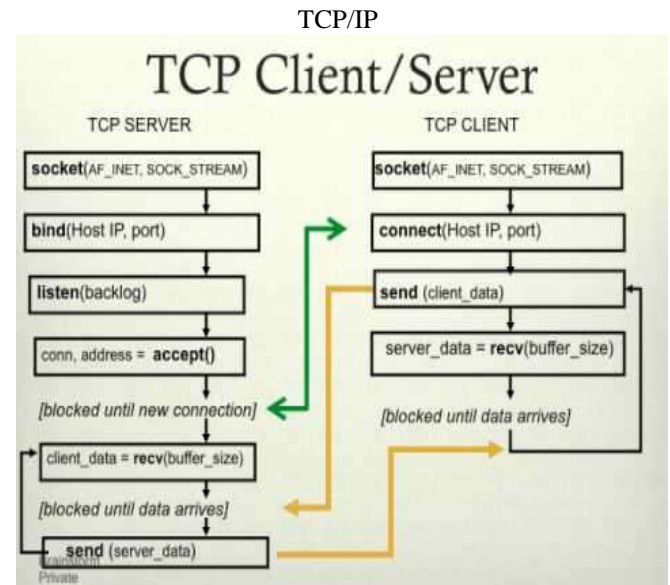 TCP/IP
TCP Client/Server
TCP SERVER
socket(AF_INET, SOCK_STREAM)
bind(Host IP, port)
listen(backlog)
conn, address = accept()
[blocked until new connection]
client_data = recv(buffer_size)
[blocked until data arrives]
send (server_data)
Brainstorm
Private
TCP CLIENT
socket(AF_INET, SOCK_STREAM)
connect(Host IP, port)
send (client_data)
server_data = recv(buffer_size)
[blocked until data arrives]